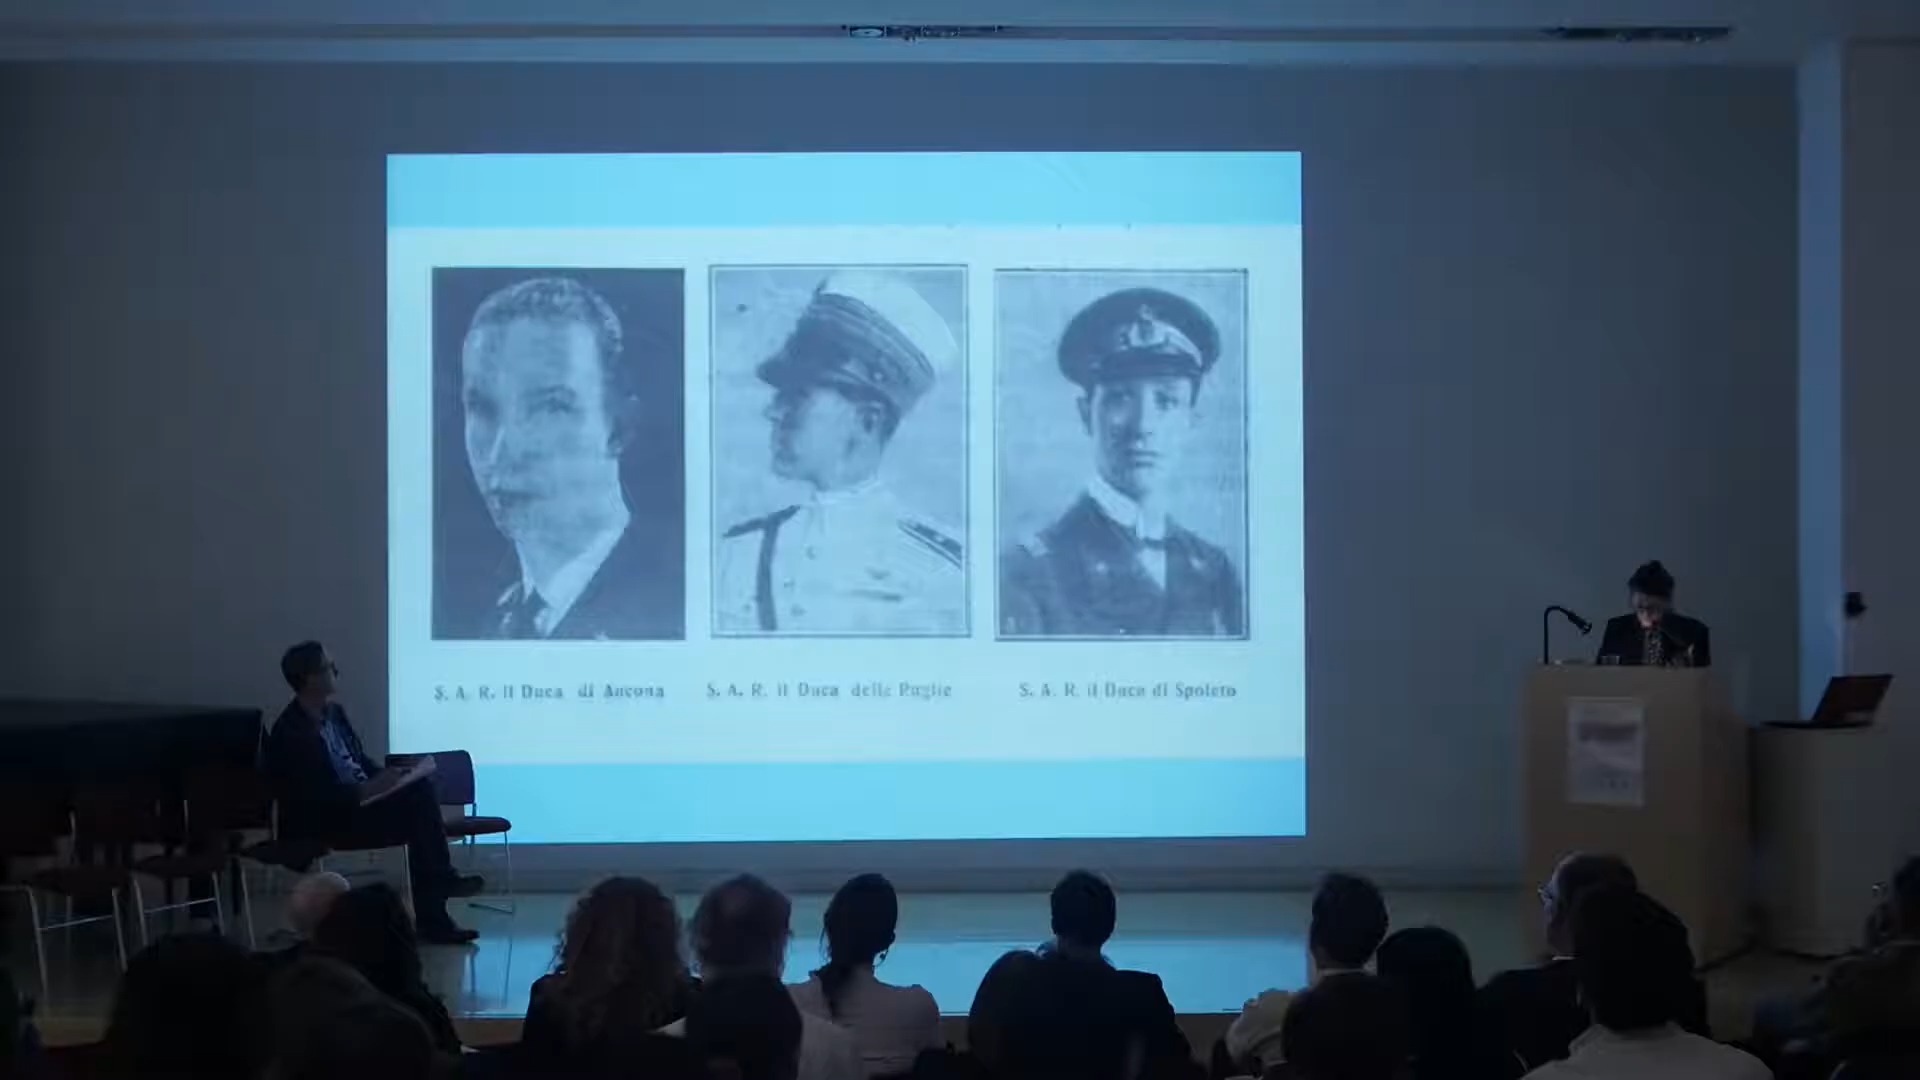 S. A. R. il Duca di Ancona
S. A. R. il Duca delle Puglie
S. A. R. il Duca di Spoleto